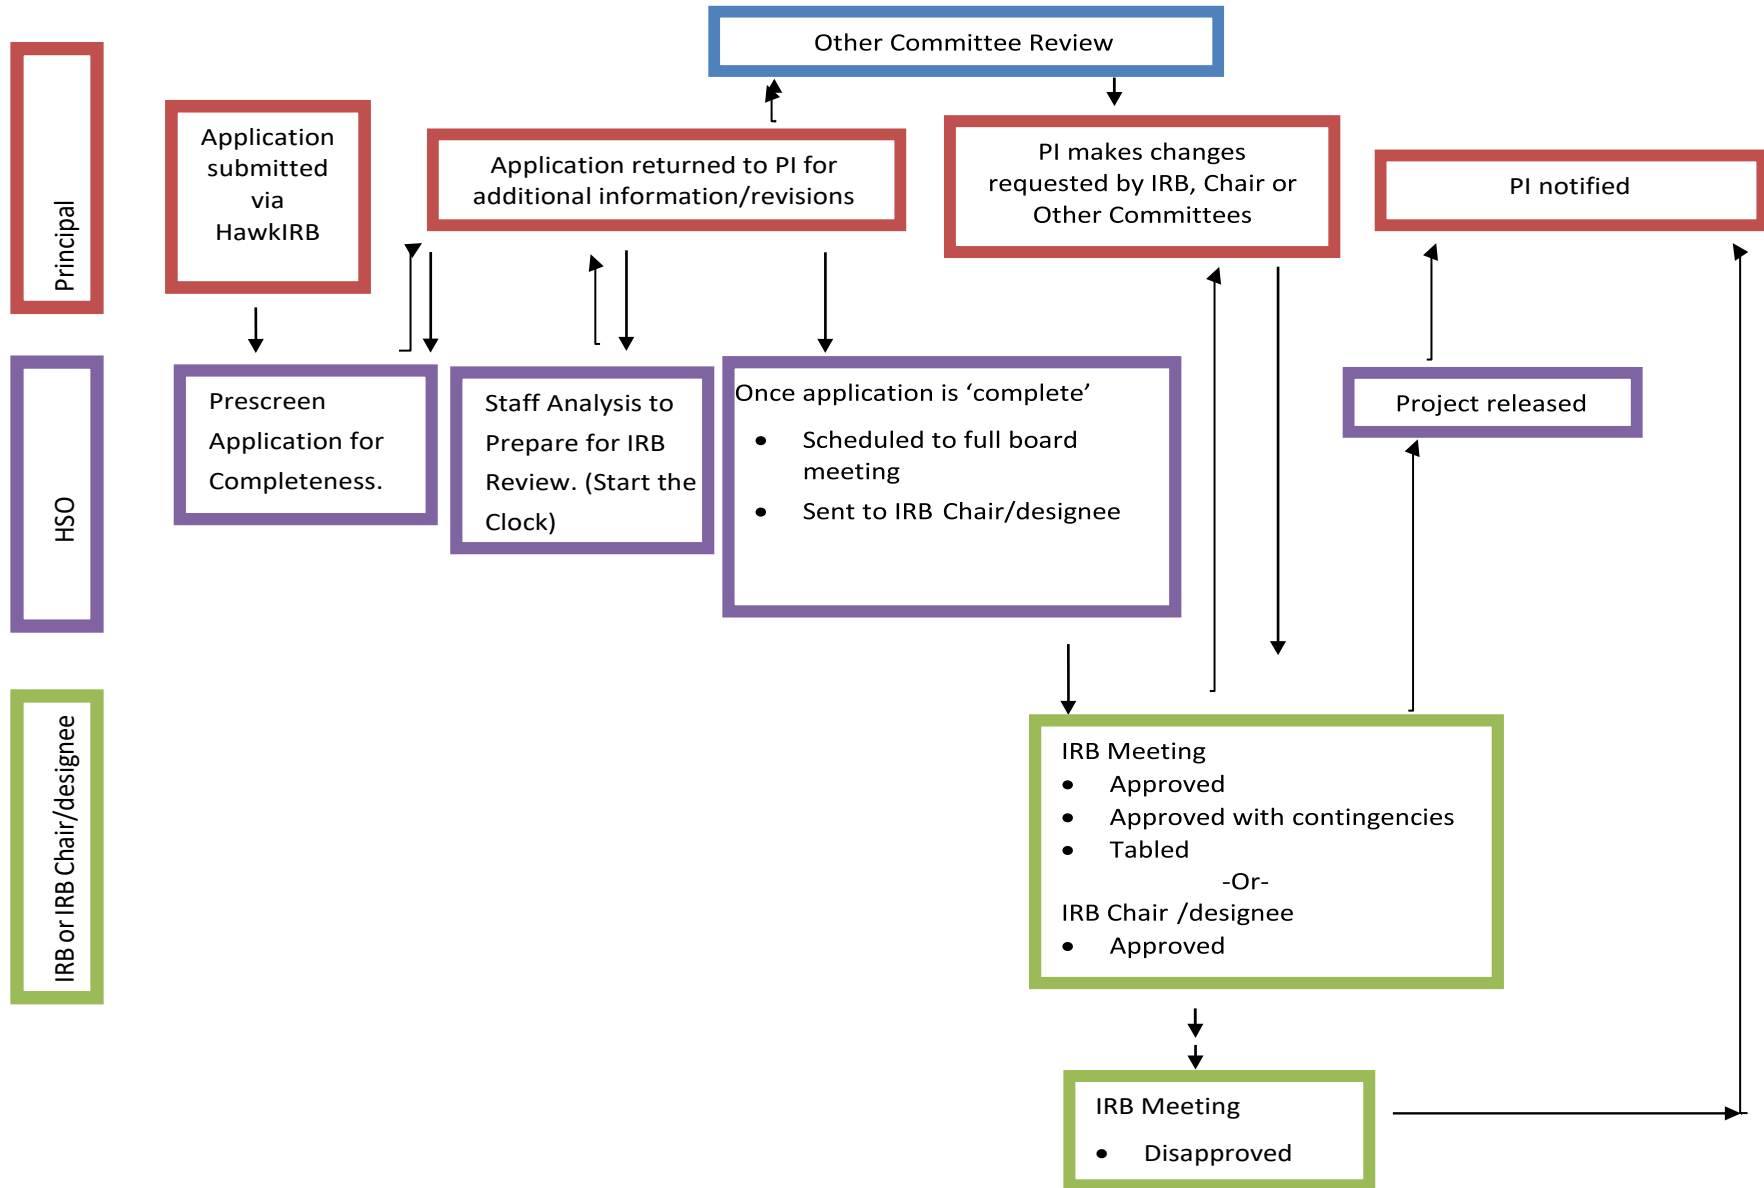 Other Committee Review
Principal
Application
submitted
via
HawkIRB
Application returned to PI for
additional information/revisions
PI makes changes
requested by IRB, Chair or
Other Committees
PI notified
HSO
Prescreen
Application for
Completeness.
Staff Analysis to
Prepare for IRB
Review. (Start the
Clock)
Once application is ‘complete’
• Scheduled to full board
meeting
• Sent to IRB Chair/designee
Project released
IRB or IRB Chair/designee
IRB Meeting
• Approved
• Approved with contingencies
• Tabled
-Or-
IRB Chair /designee
• Approved
IRB Meeting
• Disapproved